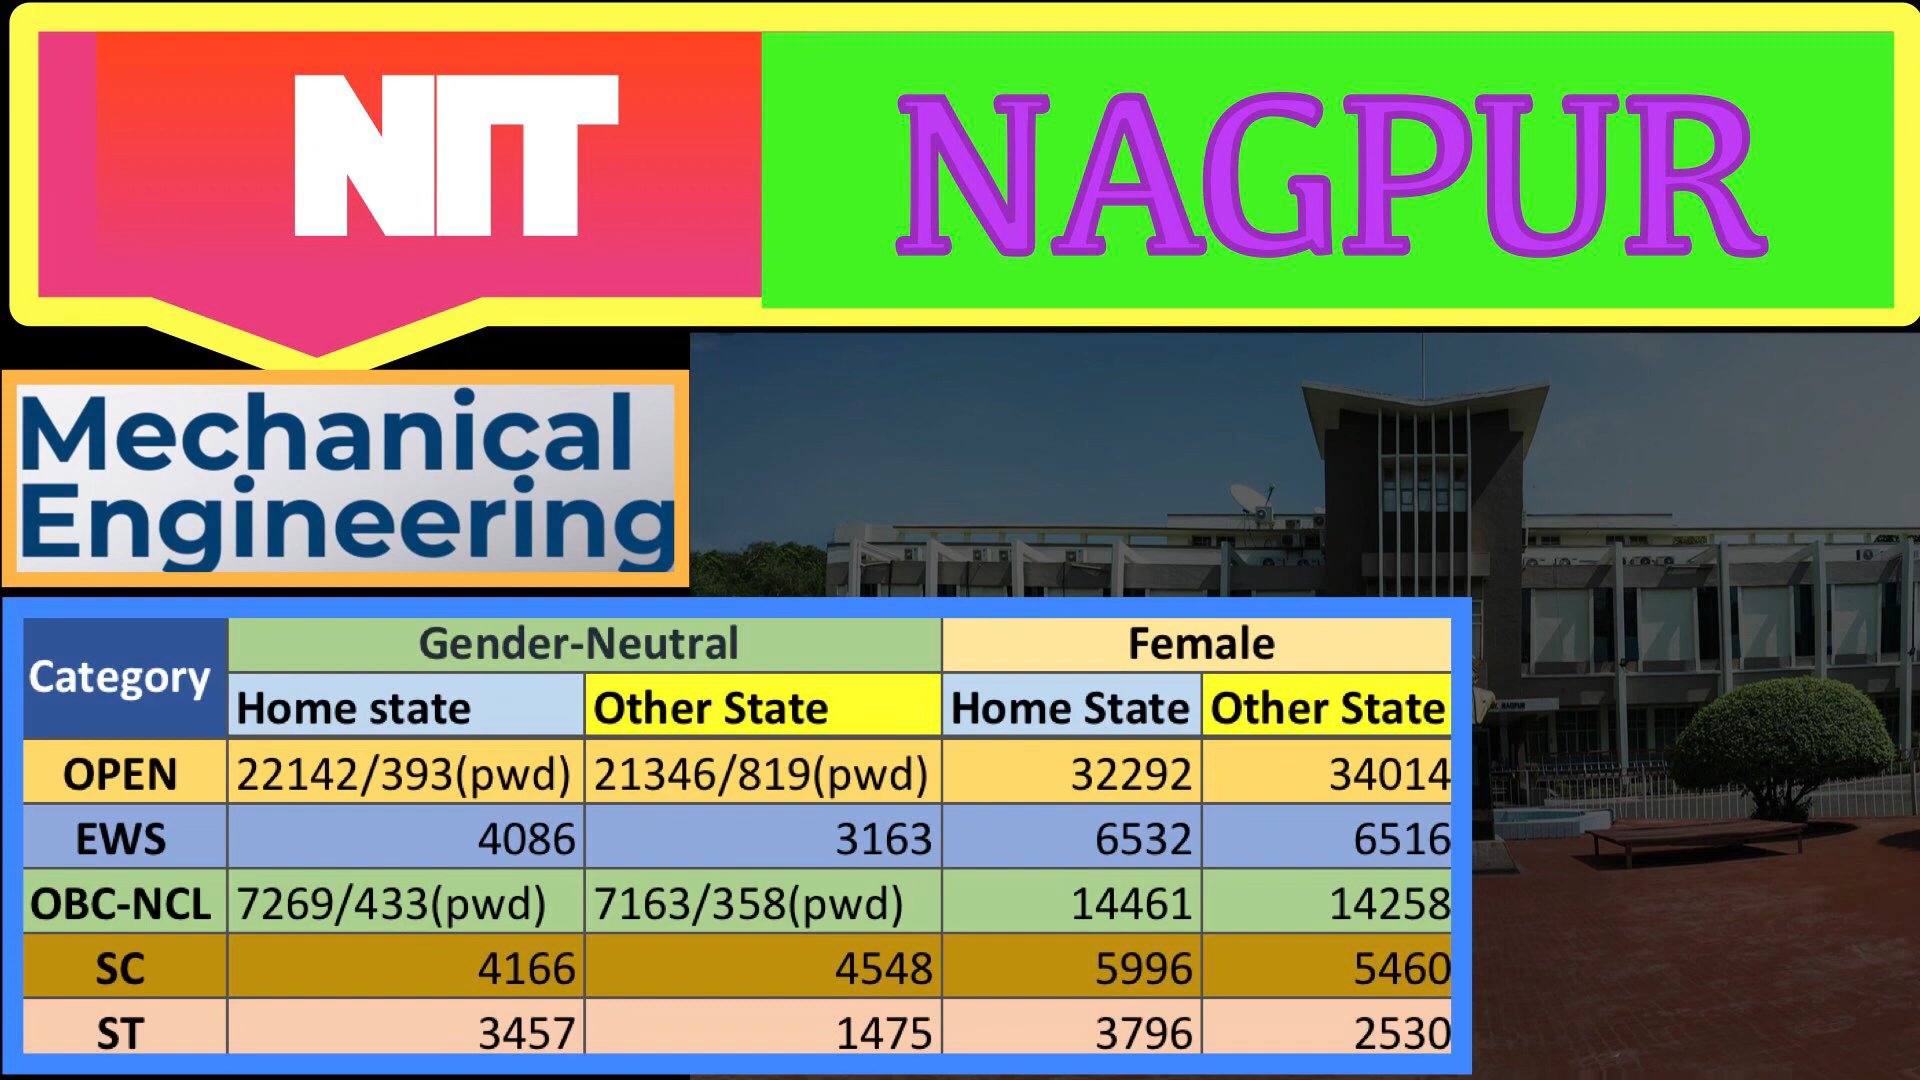 NIT NAGPUR
Mechanical
Engineering
Category Gender-Neutral Female
Home state Other State Home State Other State
OPEN 22142/393(pwd) 21346/819(pwd) 32292 34014
EWS 4086 3163 6532 6516
OBC-NCL 7269/433(pwd) 7163/358(pwd) 14461 14258
SC 4166 4548 5996 5460
ST 3457 1475 3796 2530